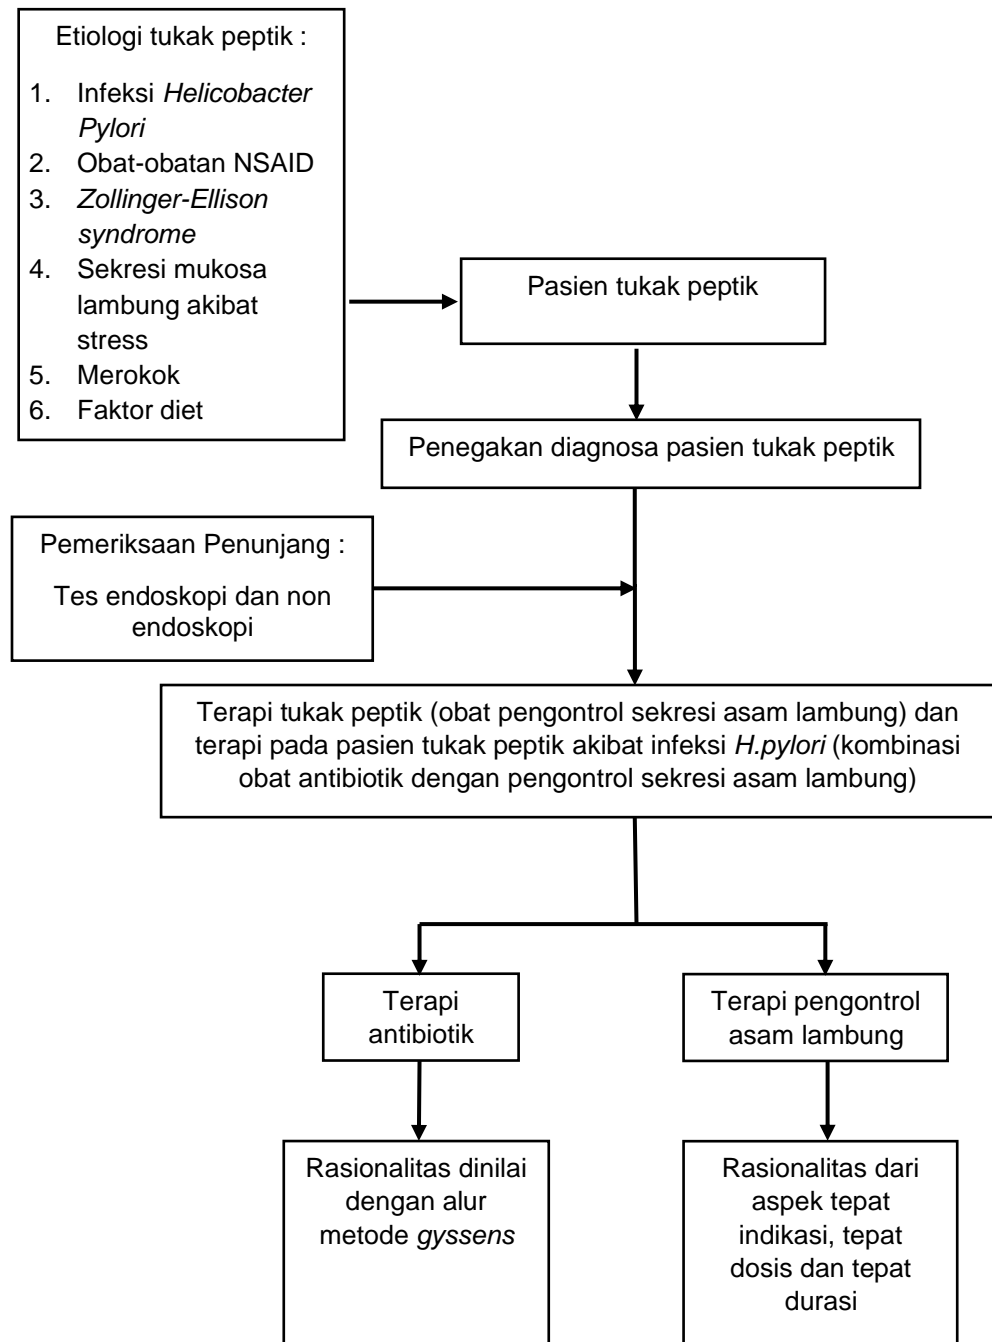 Etiologi tukak peptik :
1. Infeksi Helicobacter
Pylori
2. Obat-obatan NSAID
3. Zollinger-Ellison
syndrome
4. Sekresi mukosa
lambung akibat
stress
5. Merokok
6. Faktor diet
Pasien tukak peptik
Penegakan diagnosa pasien tukak peptik
Pemeriksaan Penunjang :
Tes endoskopi dan non
endoskopi
Terapi tukak peptik (obat pengontrol sekresi asam lambung) dan
terapi pada pasien tukak peptik akibat infeksi H.pylori (kombinasi
obat antibiotik dengan pengontrol sekresi asam lambung)
Terapi
antibiotik
Terapi pengontrol
asam lambung
Rasionalitas dinilai
dengan alur
metode gyssens
Rasionalitas dari
aspek tepat
indikasi, tepat
dosis dan tepat
durasi